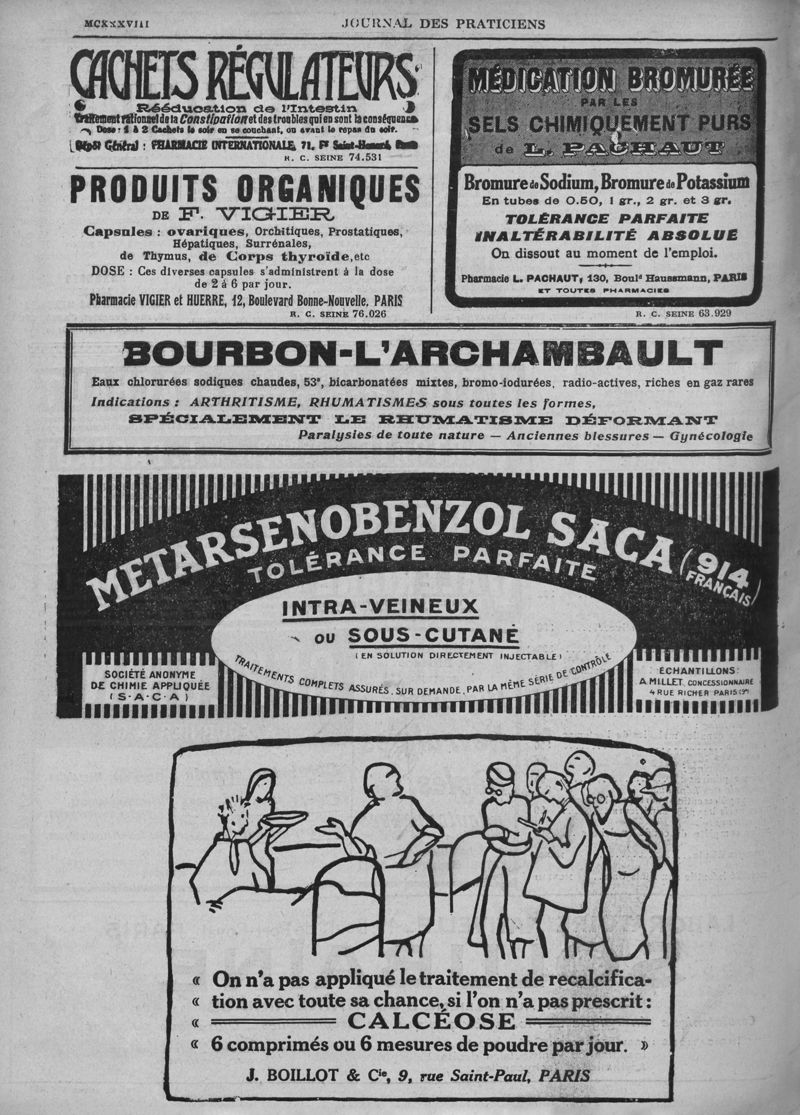 MCXXXVIII
JOURNAL DES PRATICIENS
CACHETS RÉGULATEURS
Rééducation de l'Intestin
Traitement rationnel de la Constipation et des troubles qui en sont la conséquence
Dose : 1 à 2 Cachets le soir en se couchant, ou avant le repas du soir.
Dépôt Général : PHARMACIE INTERNATIONALE, 71, Fg Saint-Honoré, Paris
R. C. SEINE 74.531
PRODUITS ORGANIQUES
DE F. VIGIER
Capsules : ovariques, Orchitiques, Prostatiques,
Hépatiques, Surrénales,
de Thymus, de Corps thyroïde, etc
DOSE : Ces diverses capsules s'administrent à la dose
de 2 à 6 par jour.
Pharmacie VIGIER et HUERRE, 12, Boulevard Bonne-Nouvelle, PARIS
R. C. SEINE 76.026
MÉDICATION BROMURÉE
PAR LES
SELS CHIMIQUEMENT PURS
de L. PACHAUT
Bromure de Sodium, Bromure de Potassium
En tubes de 0.50, 1 gr., 2 gr. et 3 gr.
TOLÉRANCE PARFAITE
INALTÉRABILITÉ ABSOLUE
On dissout au moment de l'emploi.
Pharmacie L. PACHAUT, 130, Bould Haussmann, PARIS
ET TOUTES PHARMACIES
R. C. SEINE 63.929
BOURBON-L'ARCHAMBAULT
Eaux chlorurées sodiques chaudes, 53°, bicarbonatées mixtes, bromo-iodurées, radio-actives, riches en gaz rares
Indications : ARTHRITISME, RHUMATISMES sous toutes les formes,
SPÉCIALEMENT LE RHUMATISME DÉFORMANT
Paralysies de toute nature — Anciennes blessures — Gynécologie
METARSENOBENZOL SACA (914 FRANÇAIS)
TOLÉRANCE PARFAITE
INTRA-VEINEUX
OU SOUS-CUTANÉ
(EN SOLUTION DIRECTEMENT INJECTABLE)
TRAITEMENTS COMPLETS ASSURÉS, SUR DEMANDE, PAR LA MÊME SÉRIE DE CONTRÔLE
SOCIÉTÉ ANONYME
DE CHIMIE APPLIQUÉE
(S·A·C·A)
ÉCHANTILLONS:
A. MILLET, CONCESSIONNAIRE
4 RUE RICHER PARIS (9e)
« On n'a pas appliqué le traitement de recalcifica-
« tion avec toute sa chance, si l'on n'a pas prescrit :
« CALCÉOSE
« 6 comprimés ou 6 mesures de poudre par jour. »
J. BOILLOT & Cie, 9, rue Saint-Paul, PARIS